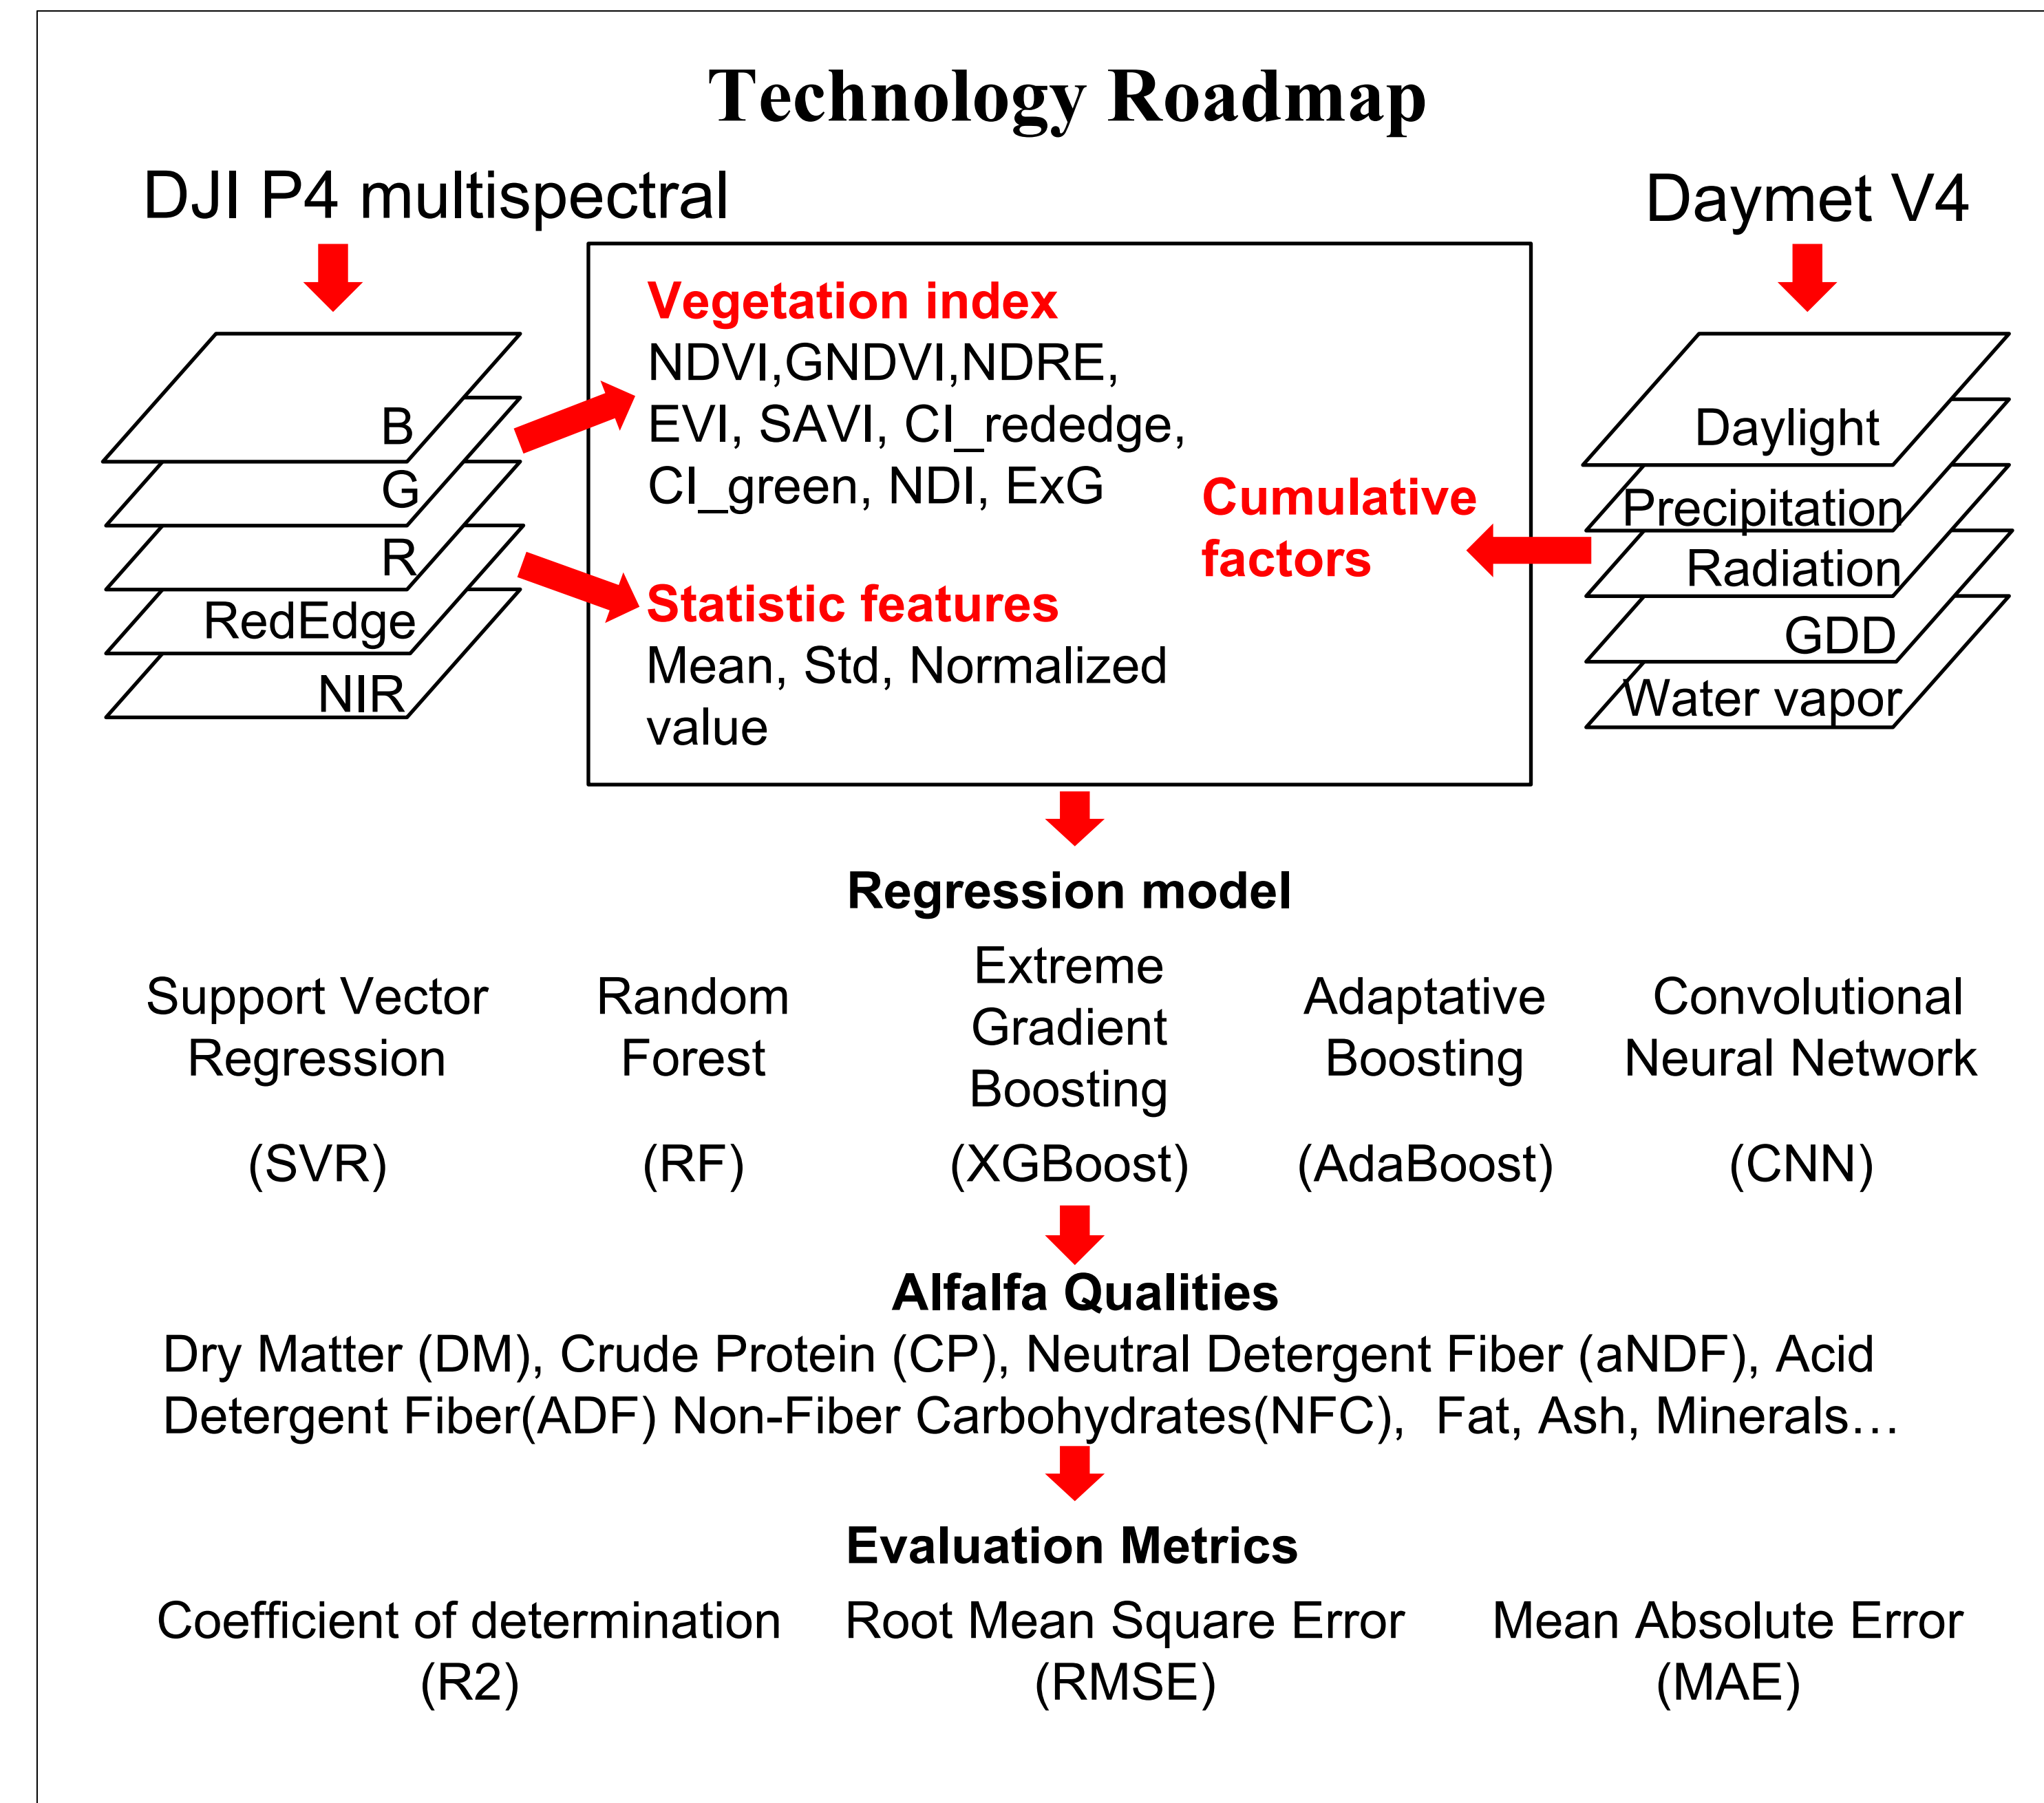 Technology Roadmap
DJI P4 multispectral
Daymet V4
B
G
R
RedEdge
NIR
Vegetation index
NDVI,GNDVI,NDRE,
EVI, SAVI, CI_rededge,
CI_green, NDI, ExG
Statistic features
Mean, Std, Normalized
value
Cumulative
factors
Daylight
Precipitation
Radiation
GDD
Water vapor
Regression model
Support Vector
Regression
(SVR)
Random
Forest
(RF)
Extreme
Gradient
Boosting
(XGBoost)
Adaptative
Boosting
(AdaBoost)
Convolutional
Neural Network
(CNN)
Alfalfa Qualities
Dry Matter (DM), Crude Protein (CP), Neutral Detergent Fiber (aNDF), Acid
Detergent Fiber(ADF) Non-Fiber Carbohydrates(NFC), Fat, Ash, Minerals…
Evaluation Metrics
Coefficient of determination
(R2)
Root Mean Square Error
(RMSE)
Mean Absolute Error
(MAE)